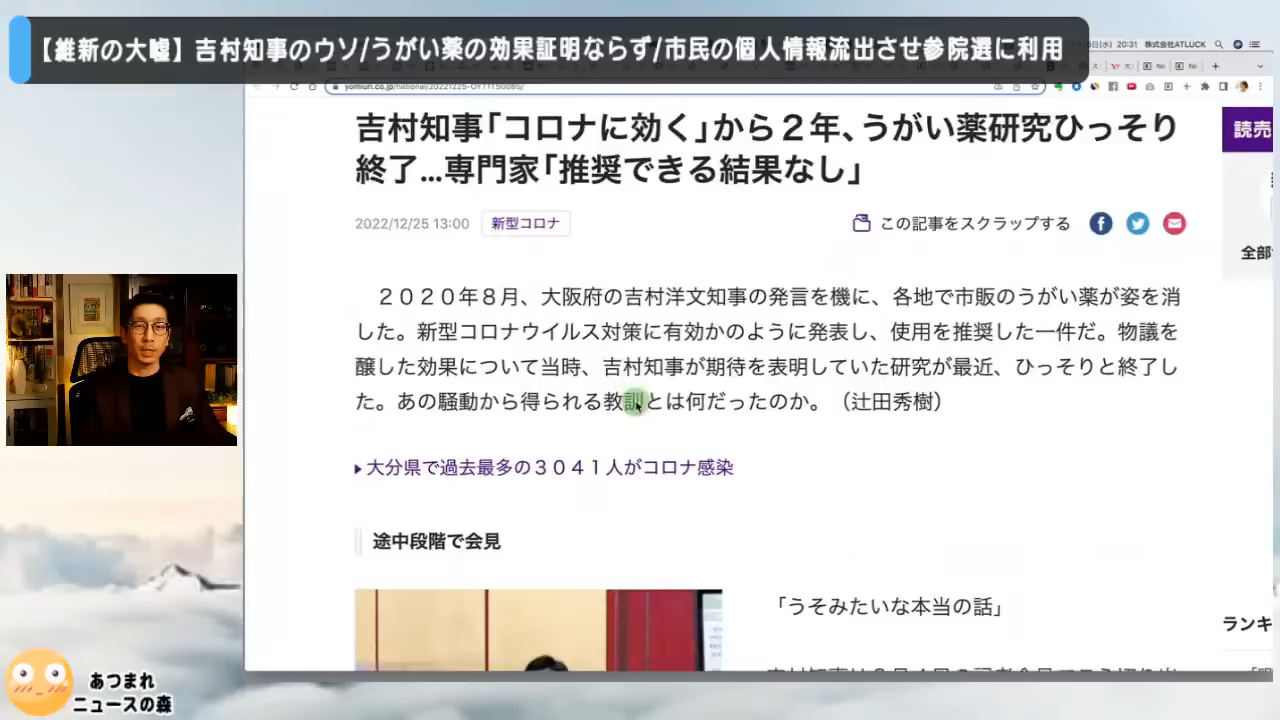 【維新の大嘘】吉村知事のウソ/うがい薬の効果証明ならず/市民の個人情報流出させ参院選に利用
20:31 株式会社ATLUCK
吉村知事「コロナに効く」から２年、うがい薬研究ひっそり
終了…専門家「推奨できる結果なし」
読売
2022/12/25 13:00 新型コロナ
この記事をスクラップする
全部
２０２０年８月、大阪府の吉村洋文知事の発言を機に、各地で市販のうがい薬が姿を消
した。新型コロナウイルス対策に有効かのように発表し、使用を推奨した一件だ。物議を
醸した効果について当時、吉村知事が期待を表明していた研究が最近、ひっそりと終了し
た。あの騒動から得られる教訓とは何だったのか。（辻田秀樹）
大分県で過去最多の３０４１人がコロナ感染
途中段階で会見
「うそみたいな本当の話」
ランキ
あつまれ
ニュースの森